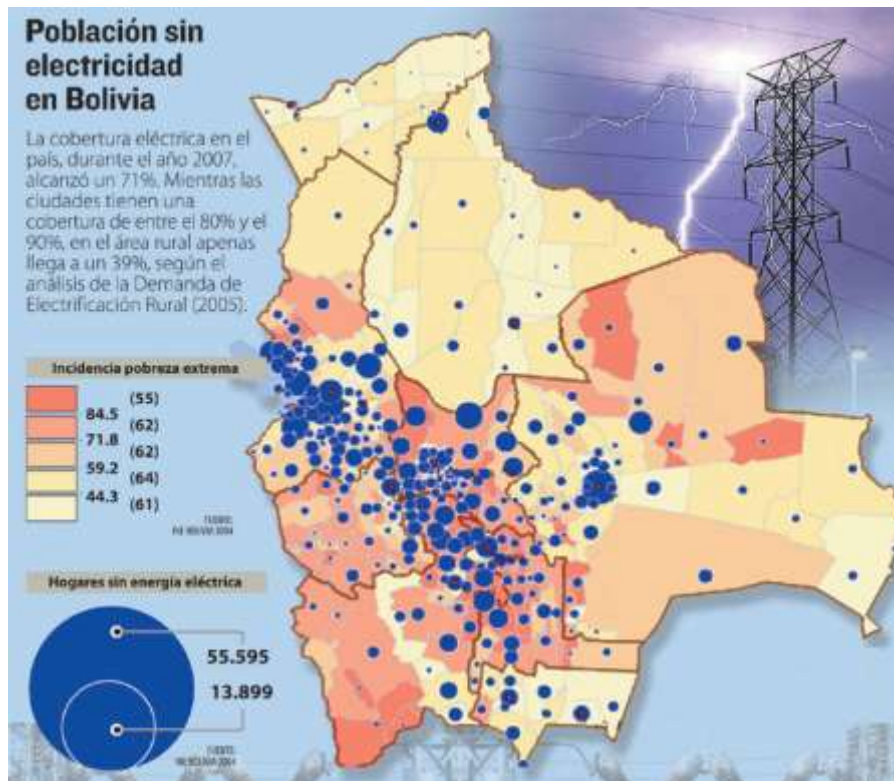 Población sin
electricidad
en Bolivia
La cobertura eléctrica en el
país, durante el año 2007,
alcanzó un 71%. Mientras las
ciudades tienen una
cobertura de entre el 80% y el
90%, en el área rural apenas
llega a un 39%, según el
análisis de la Demanda de
Electrificación Rural (2005).
Incidencia pobreza extrema
(55)
84.5
(62)
71.8
(62)
59.2
(64)
44.3
(61)
Hogares sin energía eléctrica
55.595
13.899